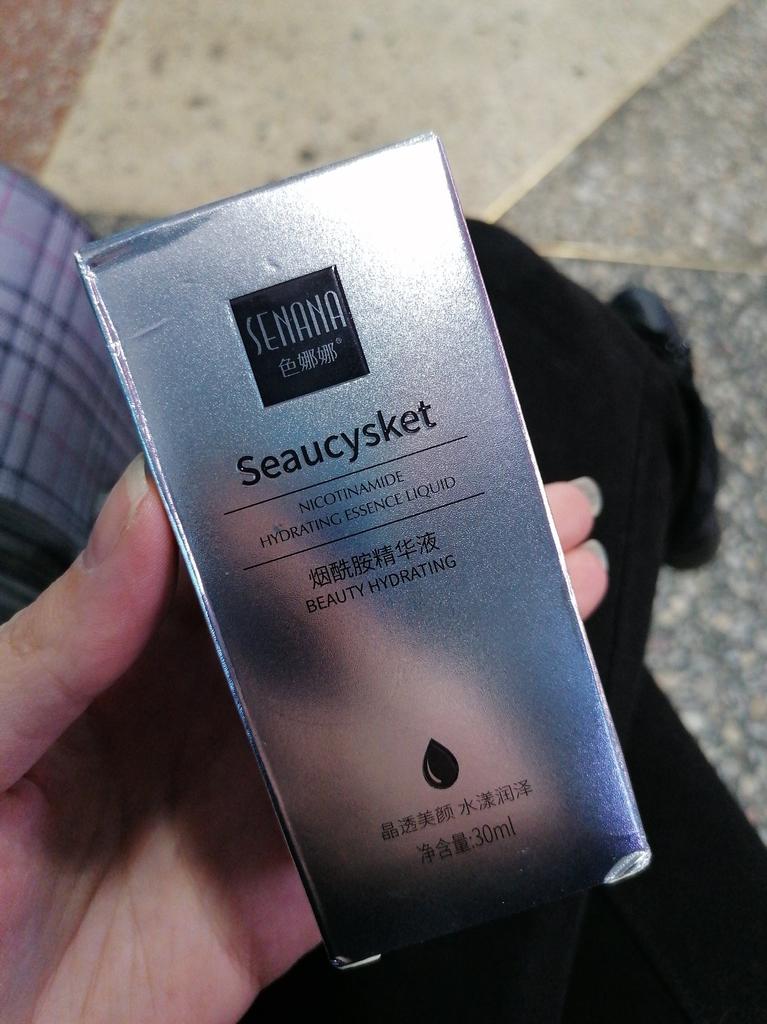 SENANA
色娜娜®
Seaucysket
NICOTINAMIDE
HYDRATING ESSENCE LIQUID
烟酰胺精华液
BEAUTY HYDRATING
晶透美颜 水漾润泽
净含量:30ml